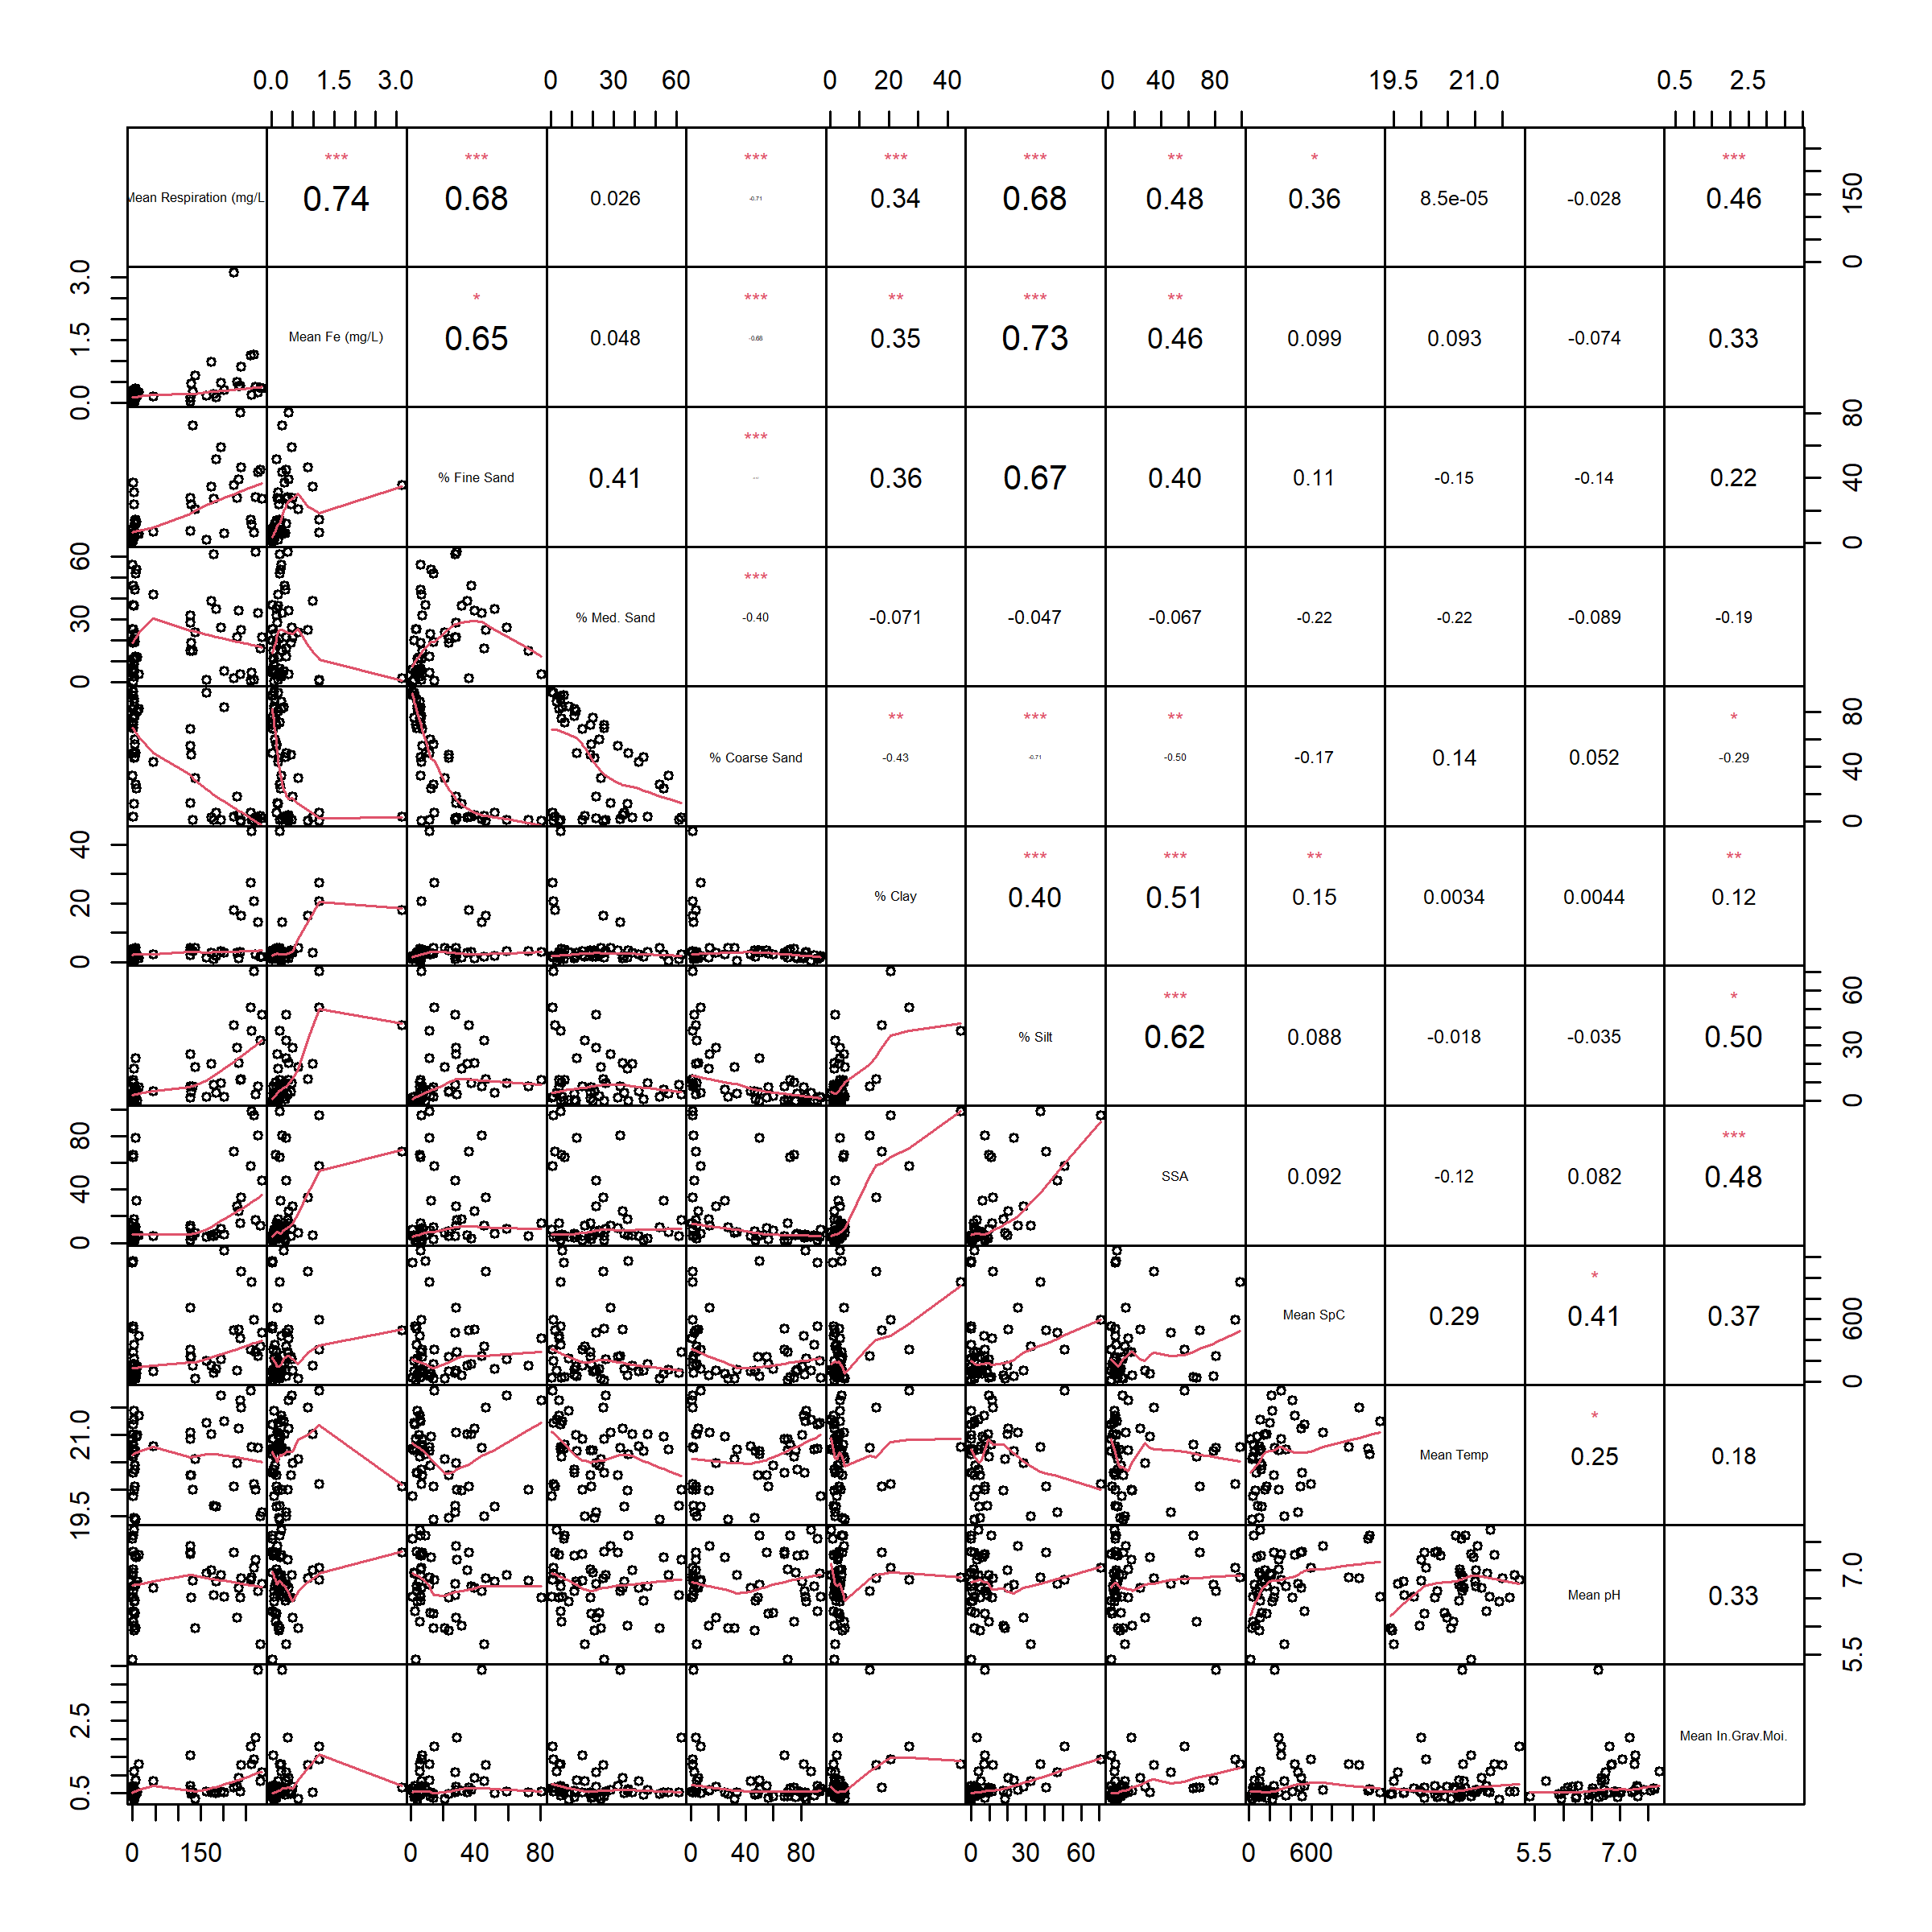 0.0 1.5 3.0 0 30 60 0 20 40 0 40 80 19.5 21.0 0.5 2.5
*** *** *** *** *** ** * ***
Mean Respiration (mg/L 0.74 0.68 0.026 -0.71 0.34 0.68 0.48 0.36 8.5e-05 -0.028 0.46 0 150
* *** ** *** **
0.0 1.5 3.0 Mean Fe (mg/L) 0.65 0.048 -0.68 0.35 0.73 0.46 0.099 0.093 -0.074 0.33
***
% Fine Sand 0.41 0.36 0.67 0.40 0.11 -0.15 -0.14 0.22 0 40 80
***
0 30 60 % Med. Sand -0.40 -0.071 -0.047 -0.067 -0.22 -0.22 -0.089 -0.19
** *** ** *
% Coarse Sand -0.43 -0.71 -0.50 -0.17 0.14 0.052 -0.29 0 40 80
*** *** ** **
0 20 40 % Clay 0.40 0.51 0.15 0.0034 0.0044 0.12
*** *
% Silt 0.62 0.088 -0.018 -0.035 0.50 0 30 60
***
0 40 80 SSA 0.092 -0.12 0.082 0.48
*
Mean SpC 0.29 0.41 0.37 0 600
*
19.5 21.0 Mean Temp 0.25 0.18
Mean pH 0.33 5.5 7.0
0.5 2.5 Mean In.Grav.Moi.
0 150 0 40 80 0 40 80 0 30 60 0 600 5.5 7.0